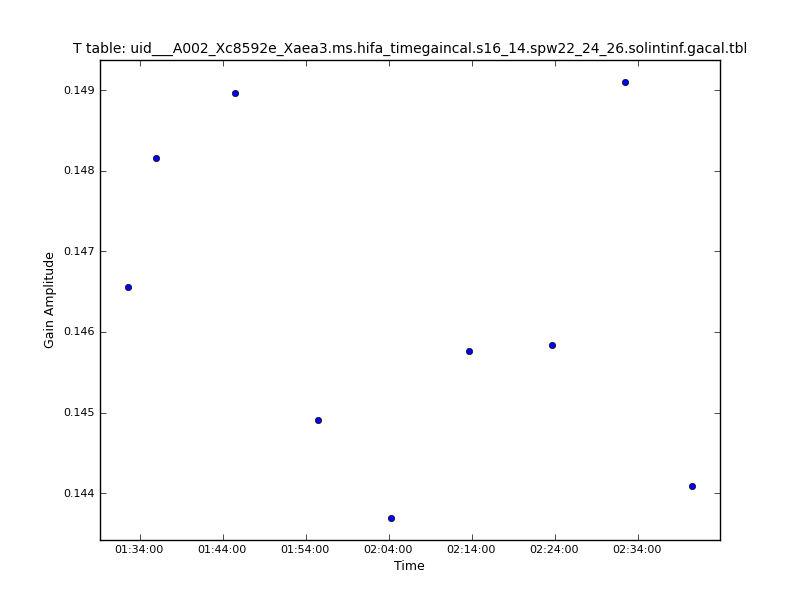 T table: uid___A002_Xc8592e_Xaea3.ms.hifa_timegaincal.s16_14.spw22_24_26.solintinf.gacal.tbl
0.149
0.148
0.147
0.146
0.145
0.144
Gain Amplitude
01:34:00 01:44:00 01:54:00 02:04:00 02:14:00 02:24:00 02:34:00
Time